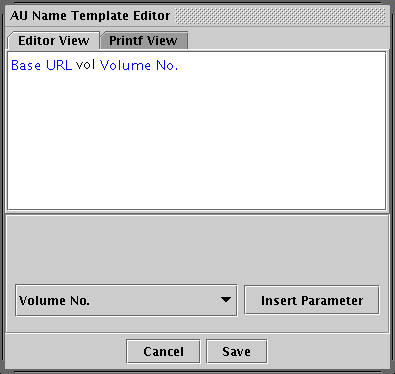 AU Name Template Editor
Editor View Printf View
Base URL vol Volume No.
Volume No. Insert Parameter
Cancel Save